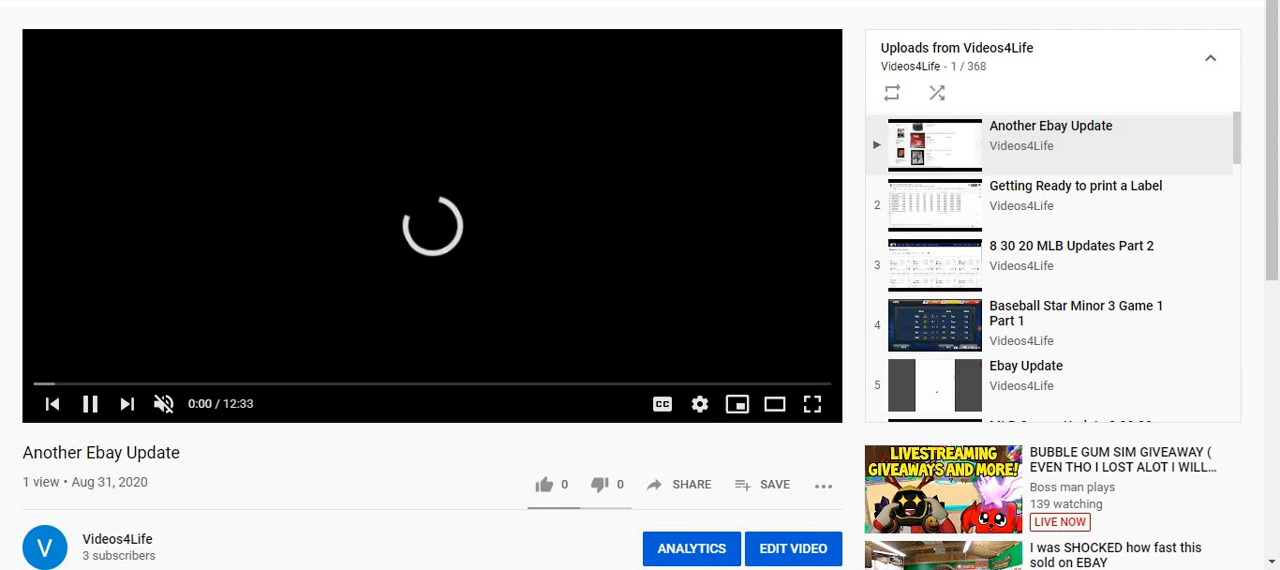 CC
0:00 / 12:33
Another Ebay Update
1 view • Aug 31, 2020
0
0
SHARE
SAVE
V
Videos4Life
3 subscribers
ANALYTICS
EDIT VIDEO
Uploads from Videos4Life
Videos4Life - 1 / 368
Another Ebay Update
Videos4Life
2
Getting Ready to print a Label
Videos4Life
3
8 30 20 MLB Updates Part 2
Videos4Life
4
Baseball Star Minor 3 Game 1
Part 1
Videos4Life
5
Ebay Update
Videos4Life
LIVESTREAMING
GIVEAWAYS AND MORE!
BUBBLE GUM SIM GIVEAWAY (
EVEN THO I LOST ALOT I WILL...
Boss man plays
139 watching
LIVE NOW
I was SHOCKED how fast this
sold on EBAY